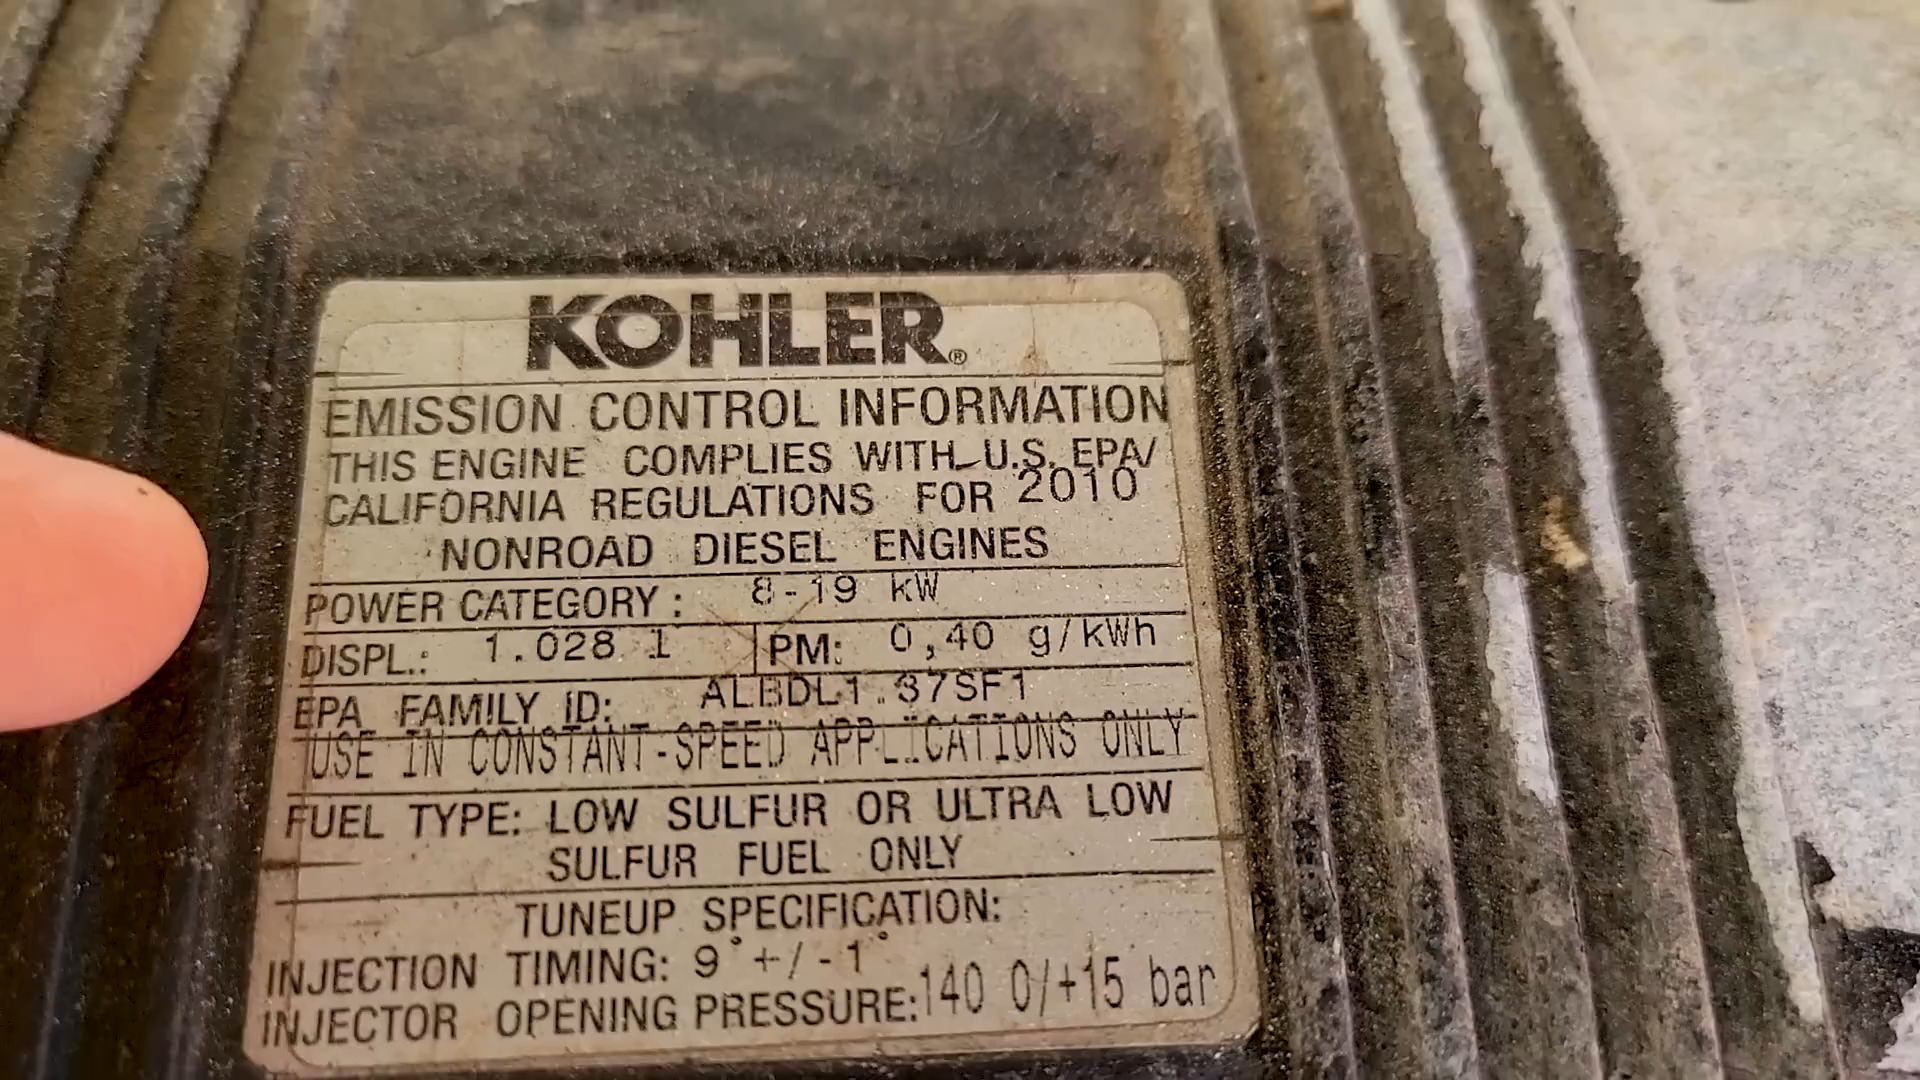 KOHLER®
EMISSION CONTROL INFORMATION
THIS ENGINE COMPLIES WITH U.S. EPA/
CALIFORNIA REGULATIONS FOR 2010
NONROAD DIESEL ENGINES
POWER CATEGORY: 8-19 kW
DISPL.: 1.028 l PM: 0,40 g/kWh
EPA FAMILY ID: ALBDL1.37SF1
USE IN CONSTANT-SPEED APPLICATIONS ONLY
FUEL TYPE: LOW SULFUR OR ULTRA LOW
SULFUR FUEL ONLY
TUNEUP SPECIFICATION:
INJECTION TIMING: 9° +/-1°
INJECTOR OPENING PRESSURE: 140 0/+15 bar